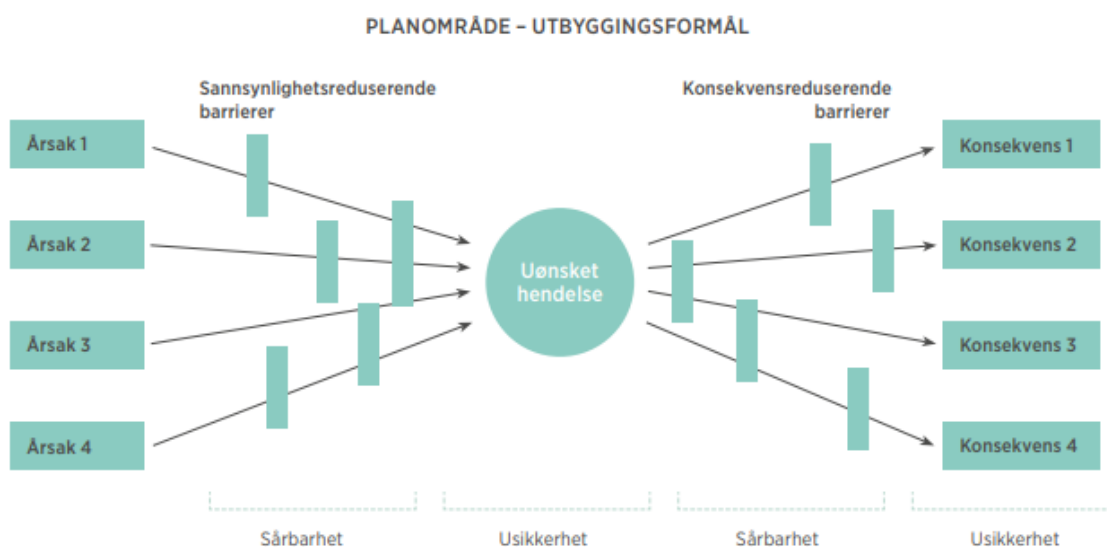 PLANOMRÅDE – UTBYGGINGSFORMÅL
Sannsynlighetsreduserende
barrierer
Konsekvensreduserende
barrierer
Årsak 1
Årsak 2
Årsak 3
Årsak 4
Uønsket
hendelse
Konsekvens 1
Konsekvens 2
Konsekvens 3
Konsekvens 4
Sårbarhet
Usikkerhet
Sårbarhet
Usikkerhet